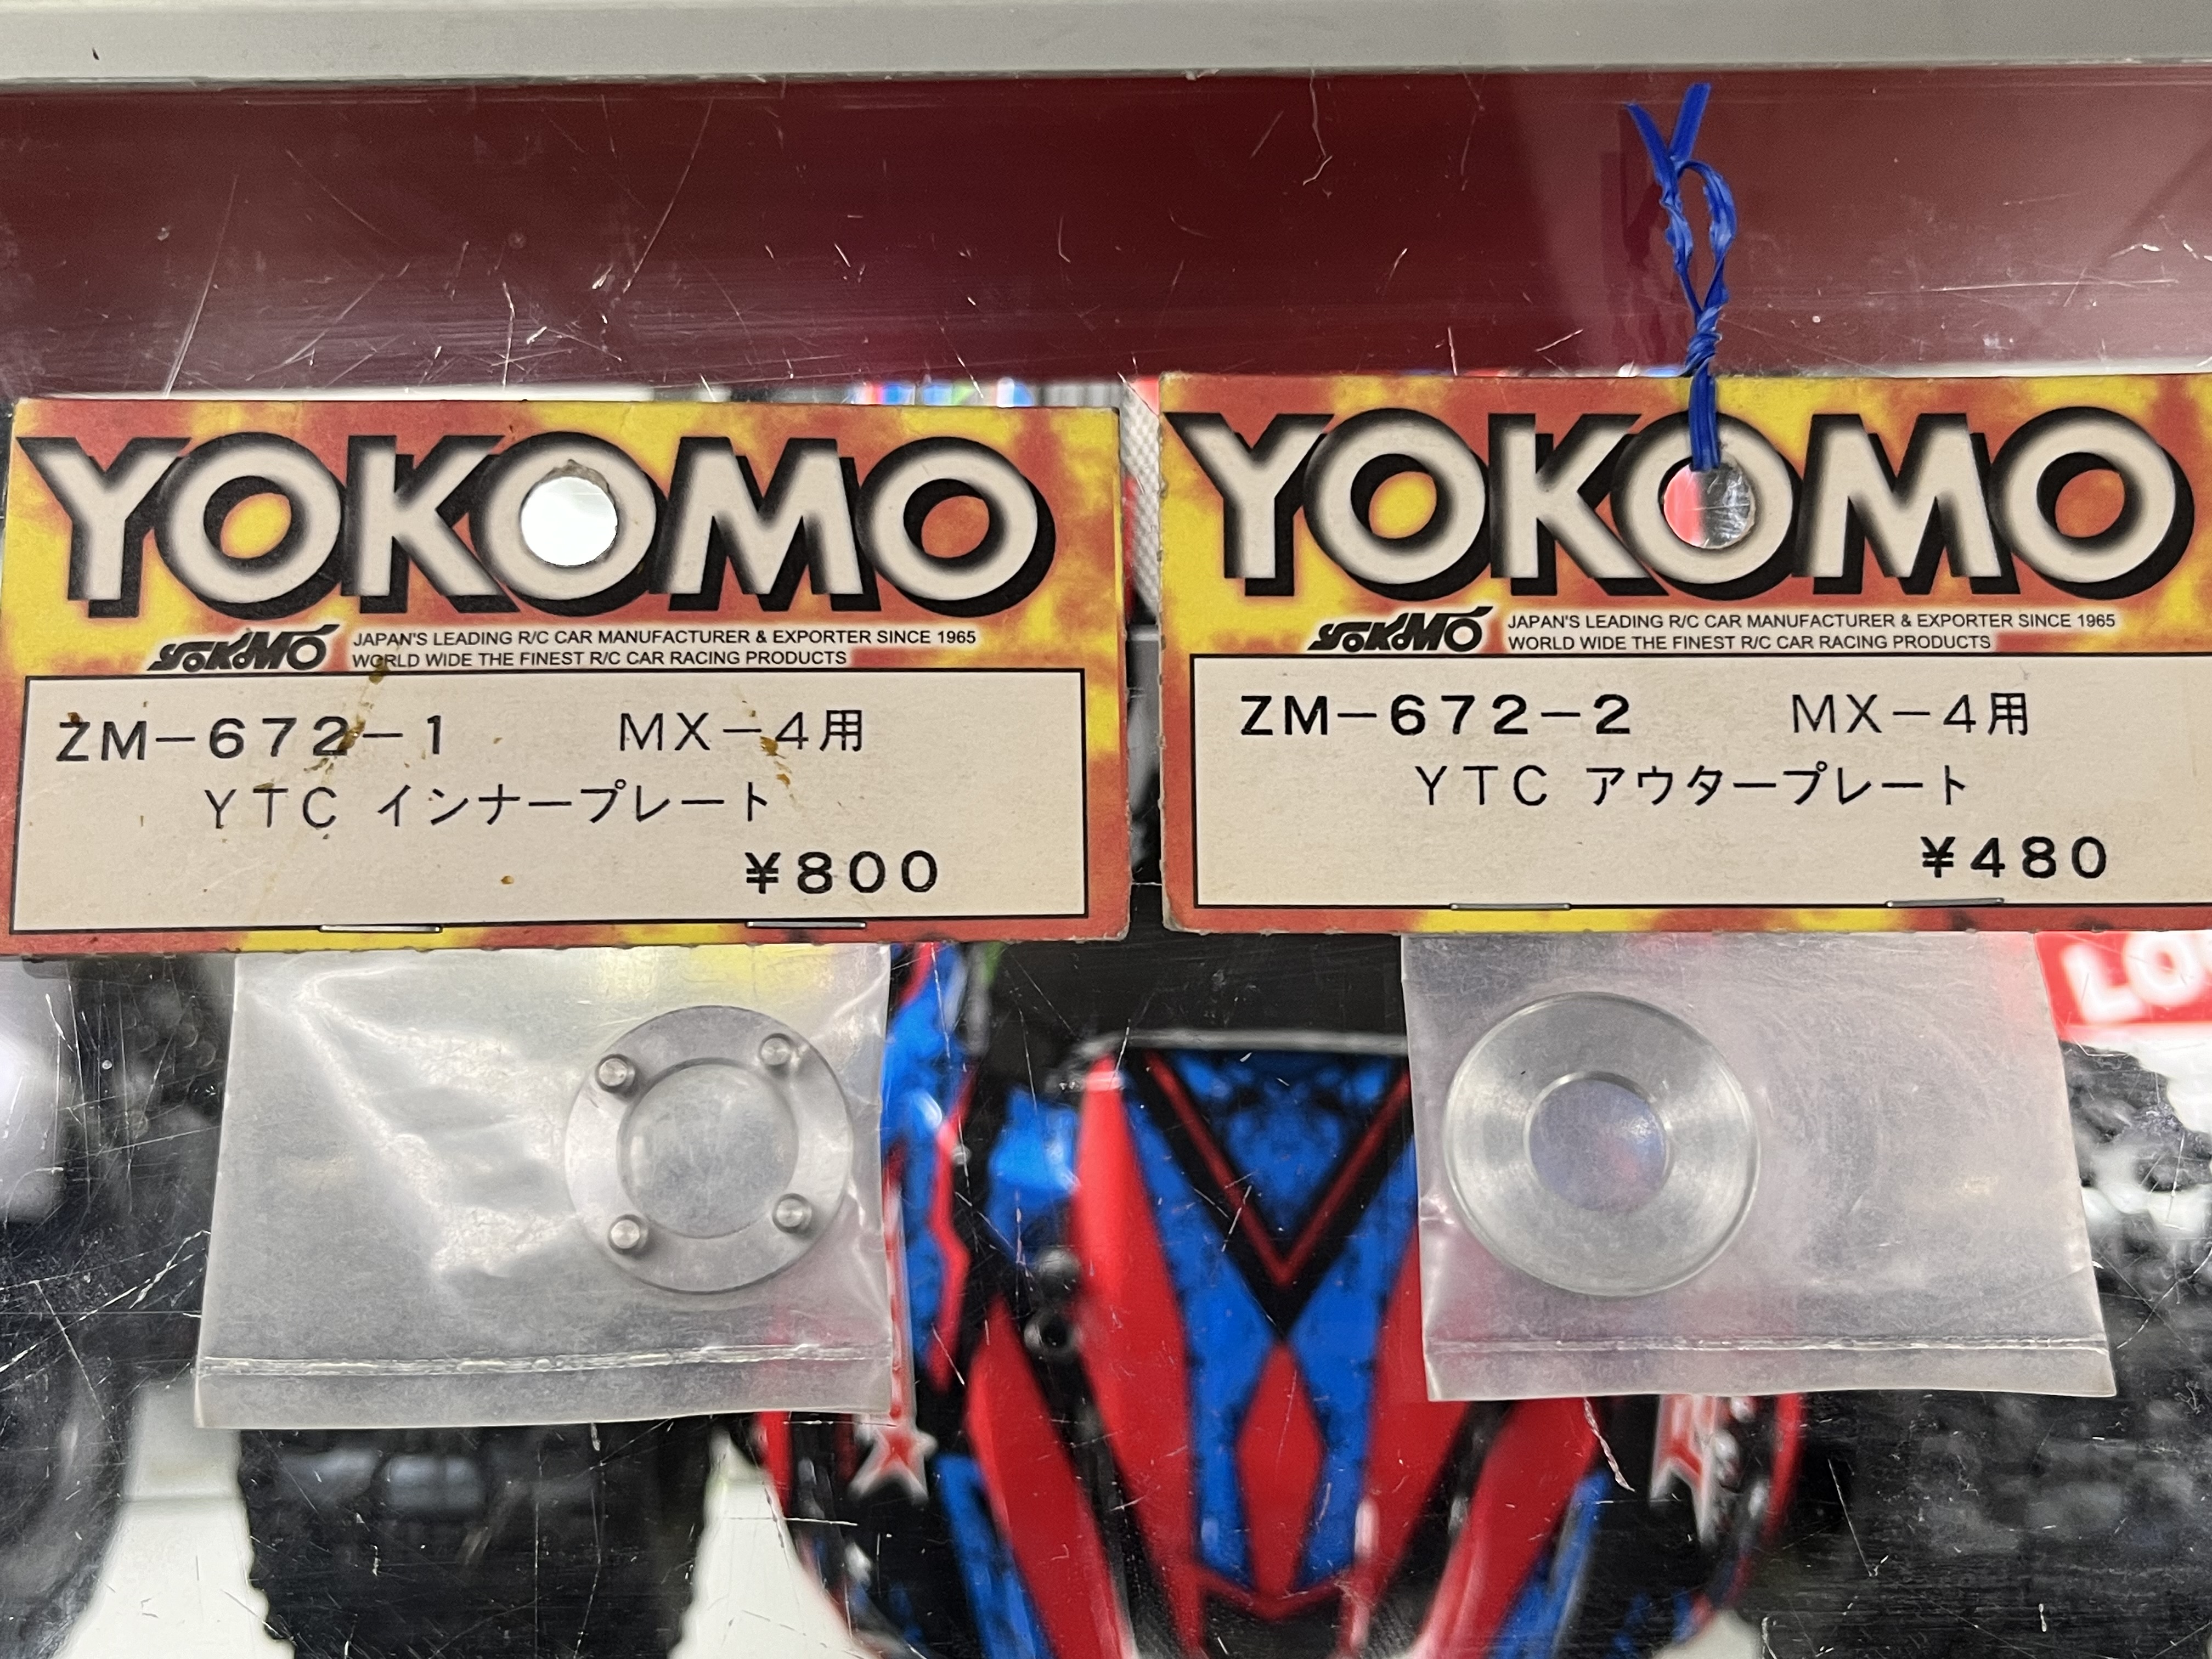 YOKOMO
YOKOMO JAPAN'S LEADING R/C CAR MANUFACTURER & EXPORTER SINCE 1965
WORLD WIDE THE FINEST R/C CAR RACING PRODUCTS
ZM-672-1 MX-4用
YTC インナープレート
¥800
YOKOMO
YOKOMO JAPAN'S LEADING R/C CAR MANUFACTURER & EXPORTER SINCE 1965
WORLD WIDE THE FINEST R/C CAR RACING PRODUCTS
ZM-672-2 MX-4用
YTC アウタープレート
¥480